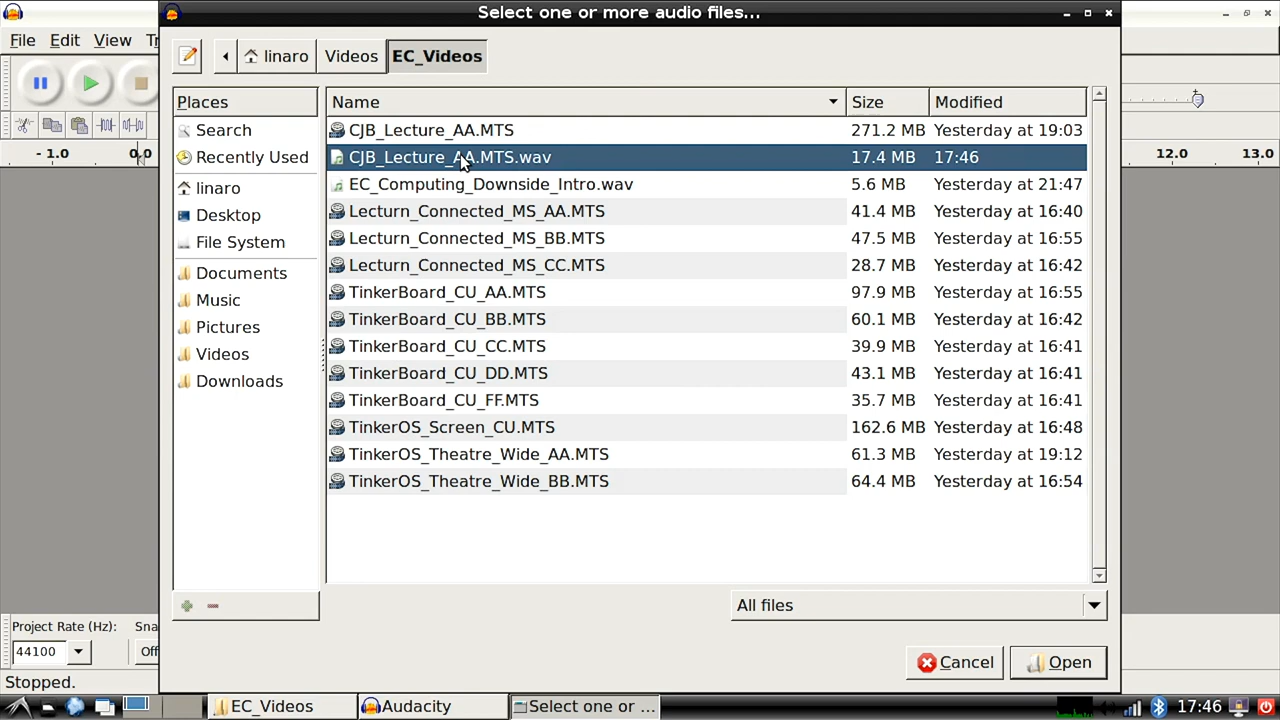 Select one or more audio files...
File Edit View Tr
linaro Videos EC_Videos
Places Name Size Modified
Search CJB_Lecture_AA.MTS 271.2 MB Yesterday at 19:03
Recently Used CJB_Lecture_AA.MTS.wav 17.4 MB 17:46
- 1.0 0.0 12.0 13.0
linaro EC_Computing_Downside_Intro.wav 5.6 MB Yesterday at 21:47
Desktop Lecturn_Connected_MS_AA.MTS 41.4 MB Yesterday at 16:40
File System Lecturn_Connected_MS_BB.MTS 47.5 MB Yesterday at 16:55
Documents Lecturn_Connected_MS_CC.MTS 28.7 MB Yesterday at 16:42
Music TinkerBoard_CU_AA.MTS 97.9 MB Yesterday at 16:55
Pictures TinkerBoard_CU_BB.MTS 60.1 MB Yesterday at 16:42
Videos TinkerBoard_CU_CC.MTS 39.9 MB Yesterday at 16:41
Downloads TinkerBoard_CU_DD.MTS 43.1 MB Yesterday at 16:41
TinkerBoard_CU_FF.MTS 35.7 MB Yesterday at 16:41
TinkerOS_Screen_CU.MTS 162.6 MB Yesterday at 16:48
TinkerOS_Theatre_Wide_AA.MTS 61.3 MB Yesterday at 19:12
TinkerOS_Theatre_Wide_BB.MTS 64.4 MB Yesterday at 16:54
All files
Project Rate (Hz): Sna
44100 Off
Cancel Open
Stopped.
EC_Videos Audacity Select one or ... 17:46